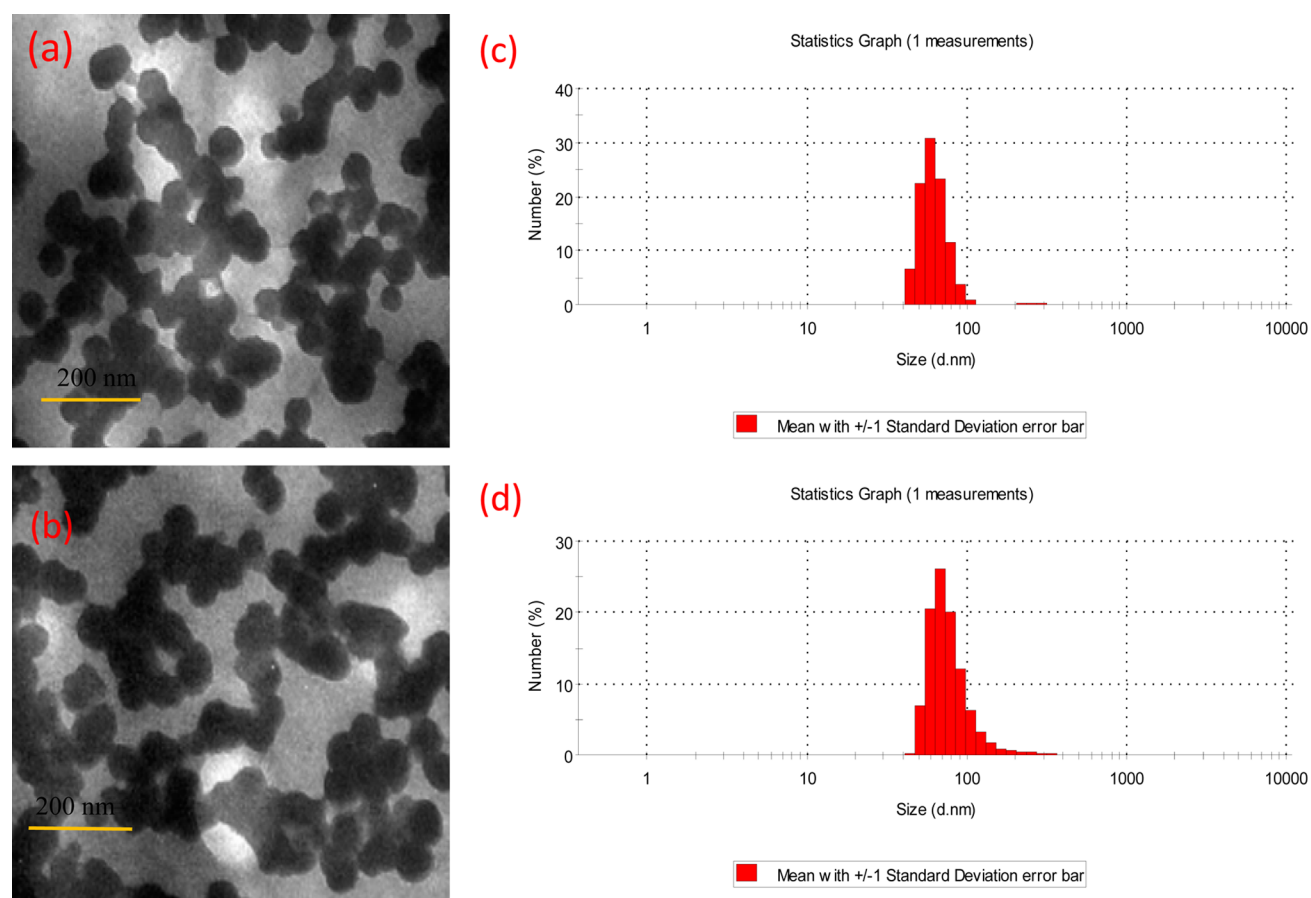 (a)
200 nm
(b)
200 nm
(c)
Statistics Graph (1 measurements)
40
30
20
10
0
Number (%)
1 10 100 1000 10000
Size (d.nm)
Mean with +/-1 Standard Deviation error bar
(d)
Statistics Graph (1 measurements)
30
20
10
0
Number (%)
1 10 100 1000 10000
Size (d.nm)
Mean with +/-1 Standard Deviation error bar